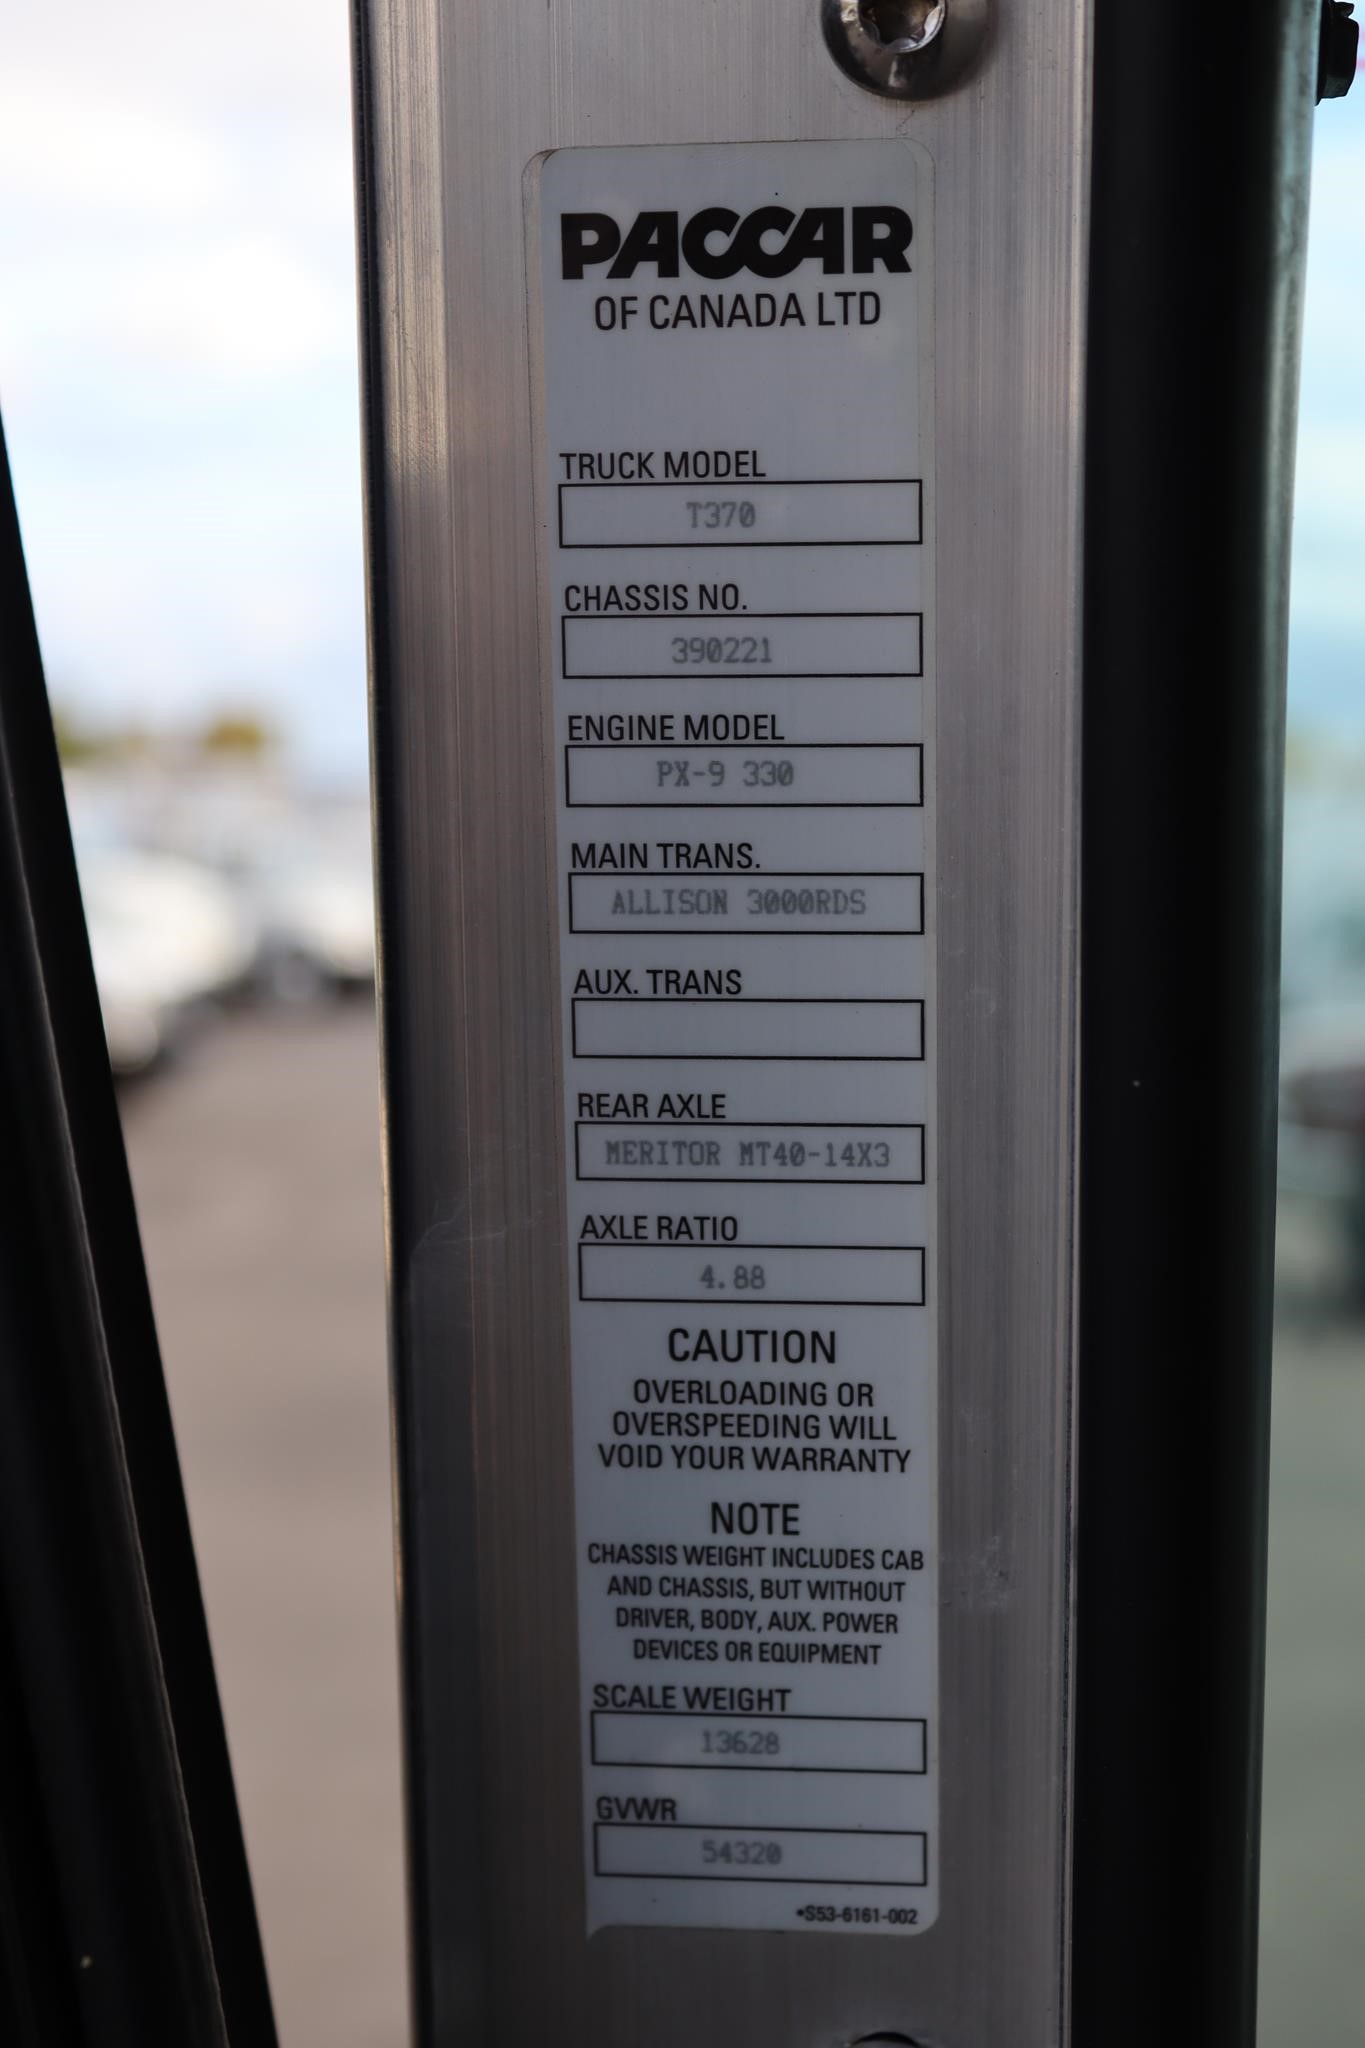 PACCAR
OF CANADA LTD
TRUCK MODEL
T370
CHASSIS NO.
390221
ENGINE MODEL
PX-9 330
MAIN TRANS.
ALLISON 3000RDS
AUX. TRANS
REAR AXLE
MERITOR MT40-14X3
AXLE RATIO
4.88
CAUTION
OVERLOADING OR
OVERSPEEDING WILL
VOID YOUR WARRANTY
NOTE
CHASSIS WEIGHT INCLUDES CAB
AND CHASSIS, BUT WITHOUT
DRIVER, BODY, AUX. POWER
DEVICES OR EQUIPMENT
SCALE WEIGHT
13628
GVWR
54320
•S53-6161-002